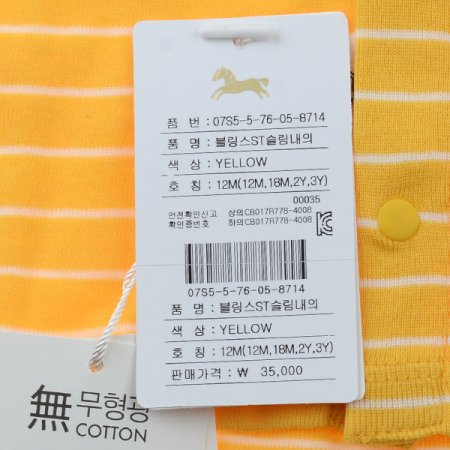 품 번 : 07S5-5-76-05-8714
품 명 : 블링스ST슬림내의
색 상 : YELLOW
호 칭 : 12M(12M,18M,2Y,3Y)
00035
안전확인신고 상의CB017R778-4008
확인증번호 하의CB017R778-4008
07S5-5-76-05-8714
품 명 : 블링스ST슬림내의
색 상 : YELLOW
호 칭 : 12M(12M,18M,2Y,3Y)
판매가격 : ₩ 35,000
無 무형광
COTTON